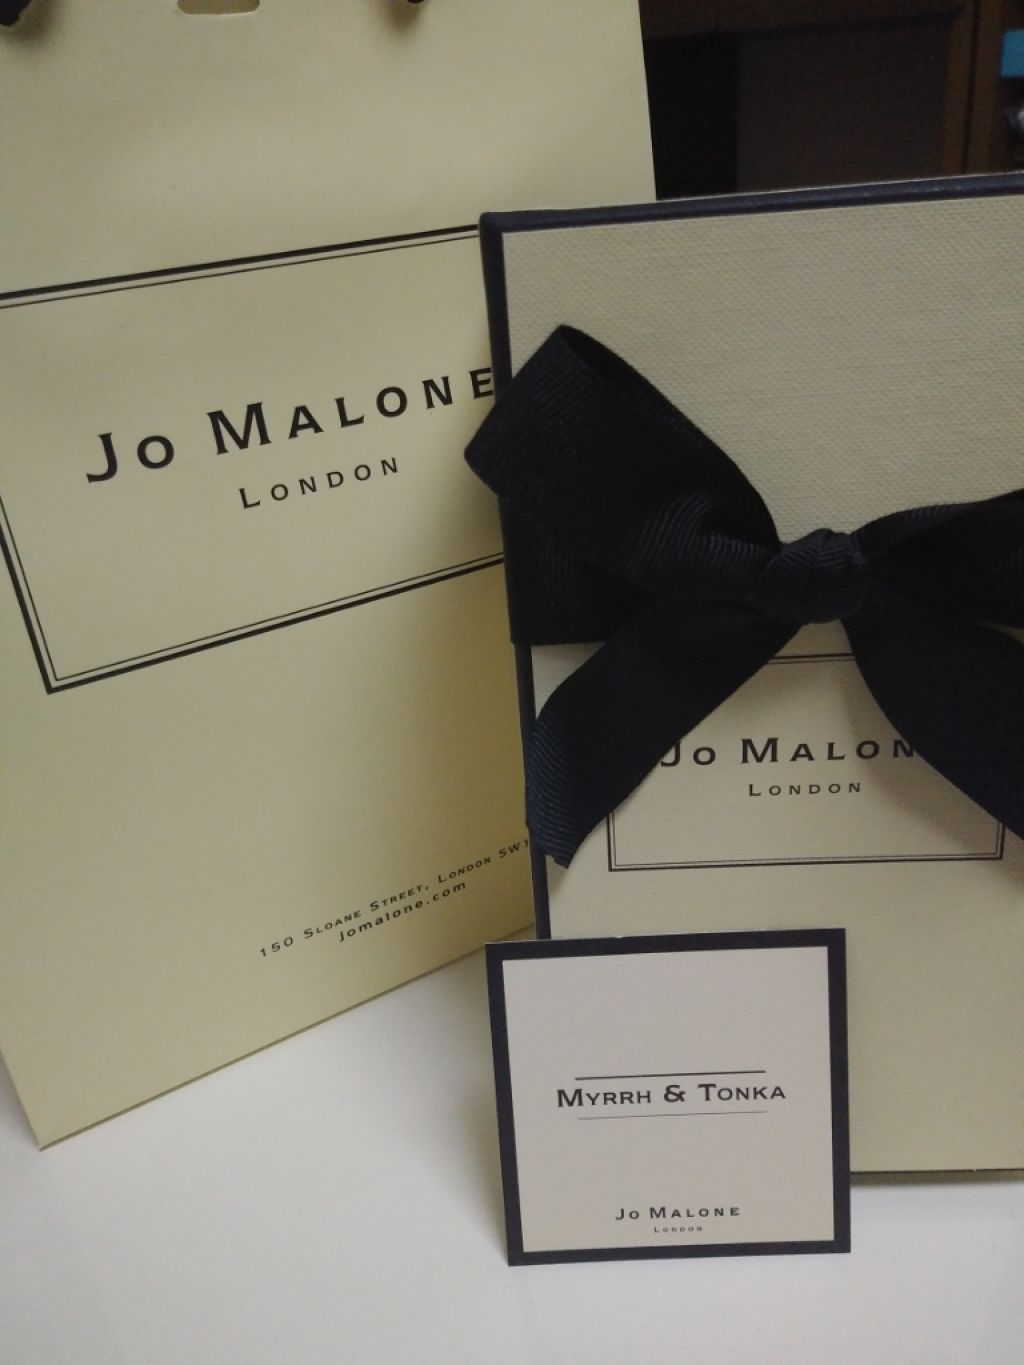 Jo Malone
London
150 Sloane Street, London SW1
jomalone.com
Jo Malon
London
Myrrh & Tonka
Jo Malone
London